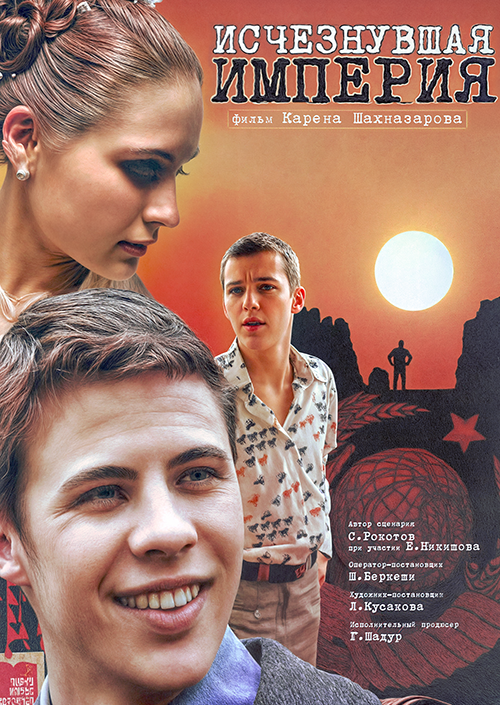 ИСЧЕЗНУВШАЯ
ИМПЕРИЯ
фильм Карена Шахназарова
Автор сценария
С.Рокотов
при участии Е.Никишова
Оператор-постановщик
Ш.Беркеши
Художник-постановщик
Л.Кусакова
Исполнительный продюсер
Г.Шадур